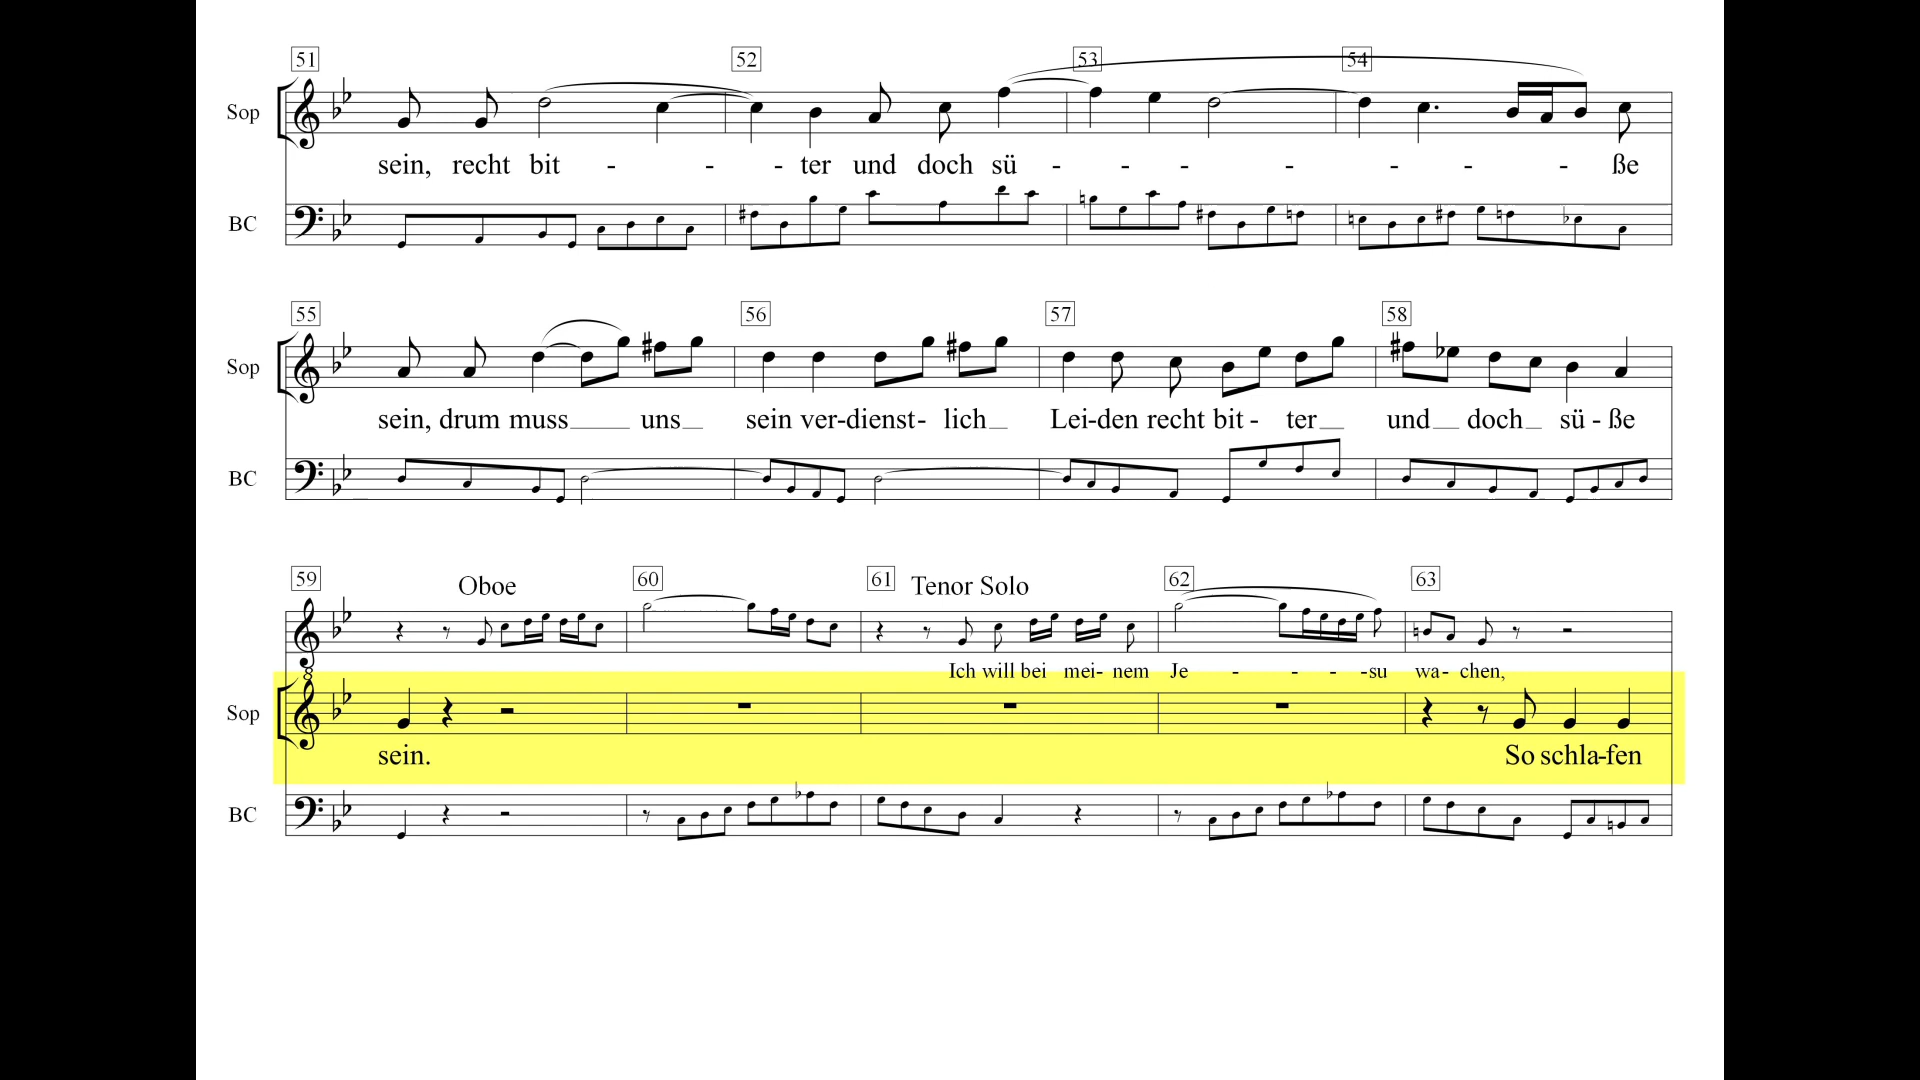 51 52 53 54
Sop
sein, recht bit - - - ter und doch sü - - - - - - - ße
BC
55 56 57 58
Sop
sein, drum muss uns sein ver-dienst- lich Lei-den recht bit - ter und doch sü - ße
BC
59 Oboe 60 61 Tenor Solo 62 63
8
Ich will bei mei- nem Je - - - -su wa- chen,
Sop
sein. So schla-fen
BC